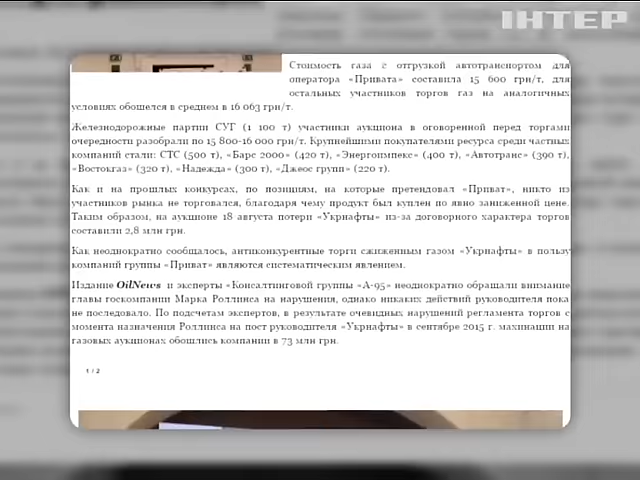 ІНТЕР
Стоимость газа с отгрузкой автотранспортом для
оператора «Привата» составила 15 600 грн/т, для
остальных участников торгов газ на аналогичных
условиях обошелся в среднем в 16 063 грн/т.
Железнодорожные партии СУГ (1 100 т) участники аукциона в оговоренной перед торгами
очередности разобрали по 15 800-16 000 грн/т. Крупнейшими покупателями ресурса среди частных
компаний стали: СТС (500 т), «Барс 2000» (420 т), «Энергоимпекс» (400 т), «Автотранс» (390 т),
«Востокгаз» (320 т), «Надежда» (300 т), «Джеос групп» (220 т).
Как и на прошлых конкурсах, по позициям, на которые претендовал «Приват», никто из
участников рынка не торговался, благодаря чему продукт был куплен по явно заниженной цене.
Таким образом, на аукционе 18 августа потери «Укрнафты» из-за договорного характера торгов
составили 2,8 млн грн.
Как неоднократно сообщалось, антиконкурентные торги сжиженным газом «Укрнафты» в пользу
компаний группы «Приват» являются систематическим явлением.
Издание OilNews и эксперты «Консалтинговой группы «А-95» неоднократно обращали внимание
главы госкомпании Марка Роллинса на нарушения, однако никаких действий руководителя пока
не последовало. По подсчетам экспертов, в результате очевидных нарушений регламента торгов с
момента назначения Роллинса на пост руководителя «Укрнафты» в сентябре 2015 г. махинации на
газовых аукционах обошлись компании в 73 млн грн.
1 / 2